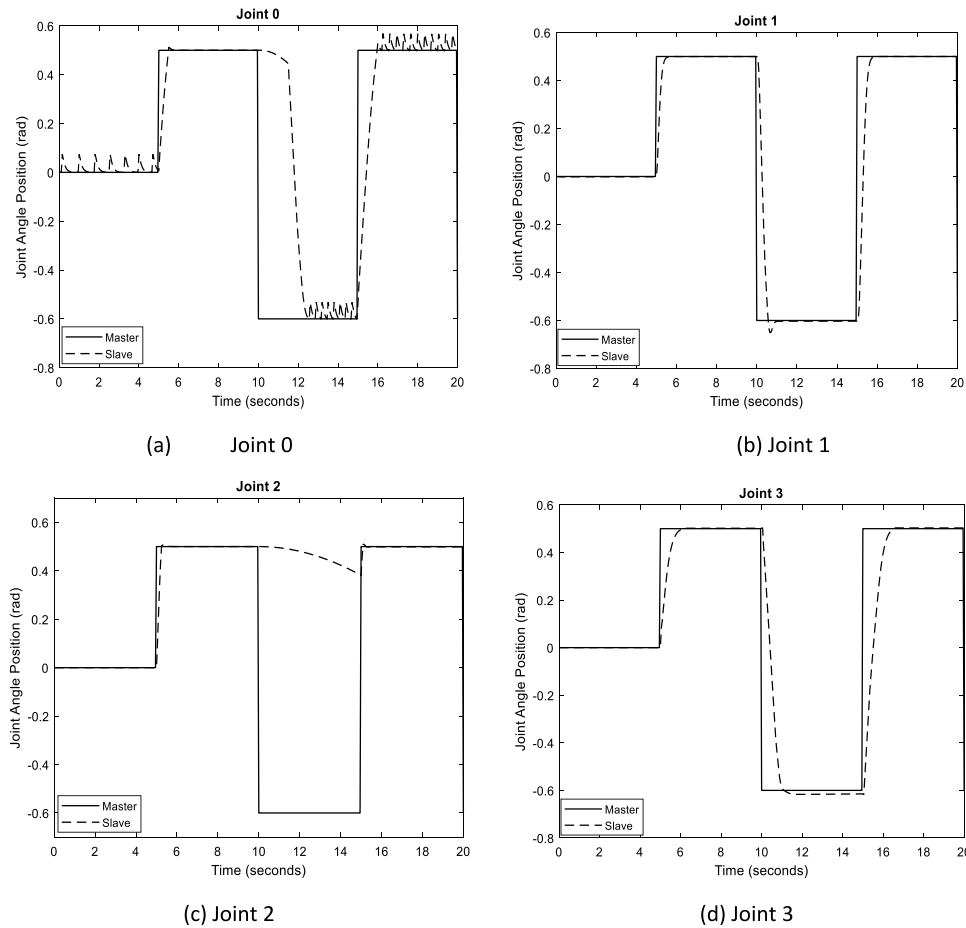 Joint 0
Joint Angle Position (rad)
0.6
0.4
0.2
0
-0.2
-0.4
-0.6
-0.8
Master
Slave
0 2 4 6 8 10 12 14 16 18 20
Time (seconds)
(a) Joint 0
Joint 1
Joint Angle Position (rad)
0.6
0.4
0.2
0
-0.2
-0.4
-0.6
-0.8
Master
Slave
0 2 4 6 8 10 12 14 16 18 20
Time (seconds)
(b) Joint 1
Joint 2
Joint Angle Position (rad)
0.6
0.4
0.2
0
-0.2
-0.4
-0.6
Master
Slave
0 2 4 6 8 10 12 14 16 18 20
Time (seconds)
(c) Joint 2
Joint 3
Joint Angle Position (rad)
0.6
0.4
0.2
0
-0.2
-0.4
-0.6
-0.8
Master
Slave
0 2 4 6 8 10 12 14 16 18 20
Time (seconds)
(d) Joint 3